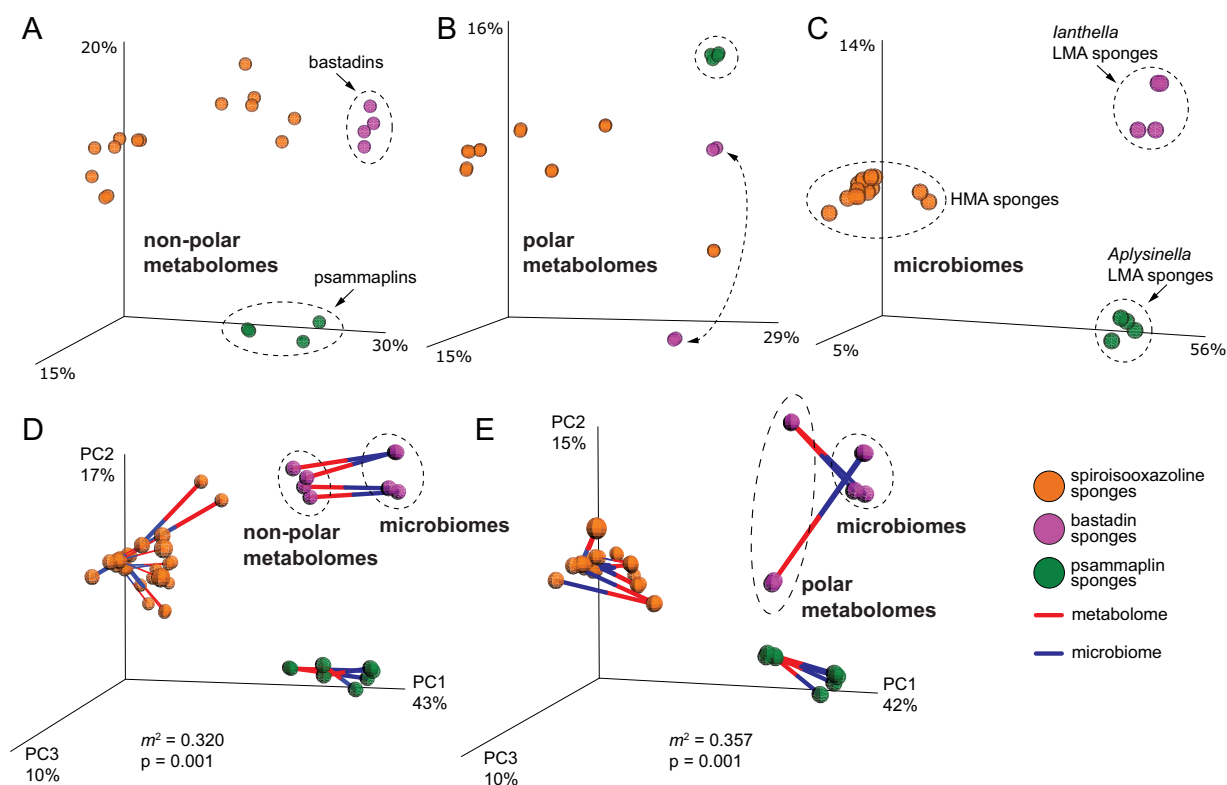 A
20%
bastadins
non-polar
metabolomes
psammaplins
30%
15%
B
16%
polar
metabolomes
29%
15%
C
14%
Ianthella
LMA sponges
HMA sponges
microbiomes
Aplysinella
LMA sponges
56%
5%
D
PC2
17%
non-polar
metabolomes
microbiomes
PC1
43%
PC3
10%
m² = 0.320
p = 0.001
E
PC2
15%
microbiomes
polar
metabolomes
PC1
42%
PC3
10%
m² = 0.357
p = 0.001
spiroisooxazoline
sponges
bastadin
sponges
psammaplin
sponges
metabolome
microbiome